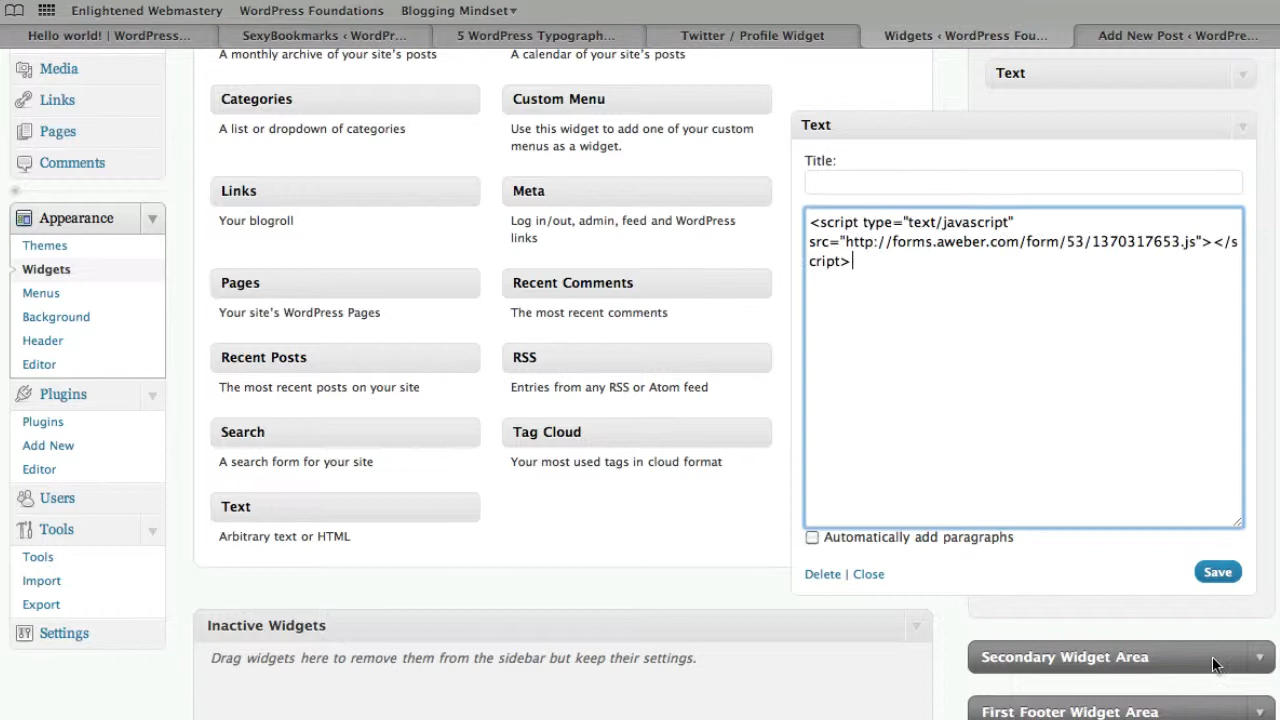 Enlightened Webmastery WordPress Foundations Blogging Mindset▾
Hello world! | WordPress...
SexyBookmarks ‹ WordPr...
5 WordPress Typograph...
Twitter / Profile Widget
Widgets ‹ WordPress Fou...
Add New Post ‹ WordPre...
Media
Links
Pages
Comments
Appearance
Themes
Widgets
Menus
Background
Header
Editor
Plugins
Plugins
Add New
Editor
Users
Tools
Tools
Import
Export
Settings
A monthly archive of your site's posts
A calendar of your site's posts
Categories
A list or dropdown of categories
Custom Menu
Use this widget to add one of your custom
menus as a widget.
Links
Your blogroll
Meta
Log in/out, admin, feed and WordPress
links
Pages
Your site's WordPress Pages
Recent Comments
The most recent comments
Recent Posts
The most recent posts on your site
RSS
Entries from any RSS or Atom feed
Search
A search form for your site
Tag Cloud
Your most used tags in cloud format
Text
Arbitrary text or HTML
Inactive Widgets
Drag widgets here to remove them from the sidebar but keep their settings.
Text
Text
Title:
<script type="text/javascript"
src="http://forms.aweber.com/form/53/1370317653.js"></s
cript>
Automatically add paragraphs
Delete | Close
Save
Secondary Widget Area
First Footer Widget Area